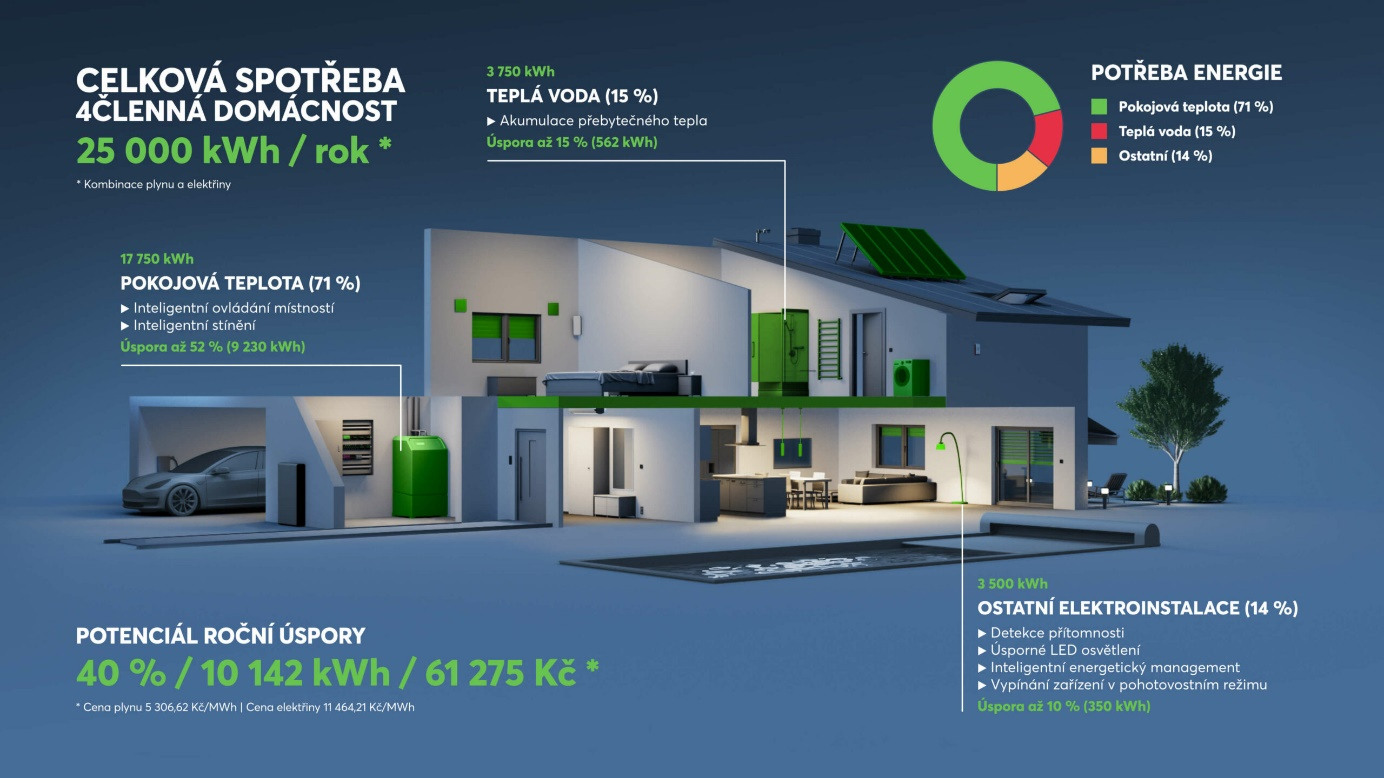 CELKOVÁ SPOTŘEBA
4ČLENNÁ DOMÁCNOST
25 000 kWh / rok *
* Kombinace plynu a elektřiny
3 750 kWh
TEPLÁ VODA (15 %)
▶ Akumulace přebytečného tepla
Úspora až 15 % (562 kWh)
POTŘEBA ENERGIE
Pokojová teplota (71 %)
Teplá voda (15 %)
Ostatní (14 %)
17 750 kWh
POKOJOVÁ TEPLOTA (71 %)
▶ Inteligentní ovládání místností
▶ Inteligentní stínění
Úspora až 52 % (9 230 kWh)
3 500 kWh
OSTATNÍ ELEKTROINSTALACE (14 %)
▶ Detekce přítomnosti
▶ Úsporné LED osvětlení
▶ Inteligentní energetický management
▶ Vypínání zařízení v pohotovostním režimu
Úspora až 10 % (350 kWh)
POTENCIÁL ROČNÍ ÚSPORY
40 % / 10 142 kWh / 61 275 Kč *
* Cena plynu 5 306,62 Kč/MWh | Cena elektřiny 11 464,21 Kč/MWh